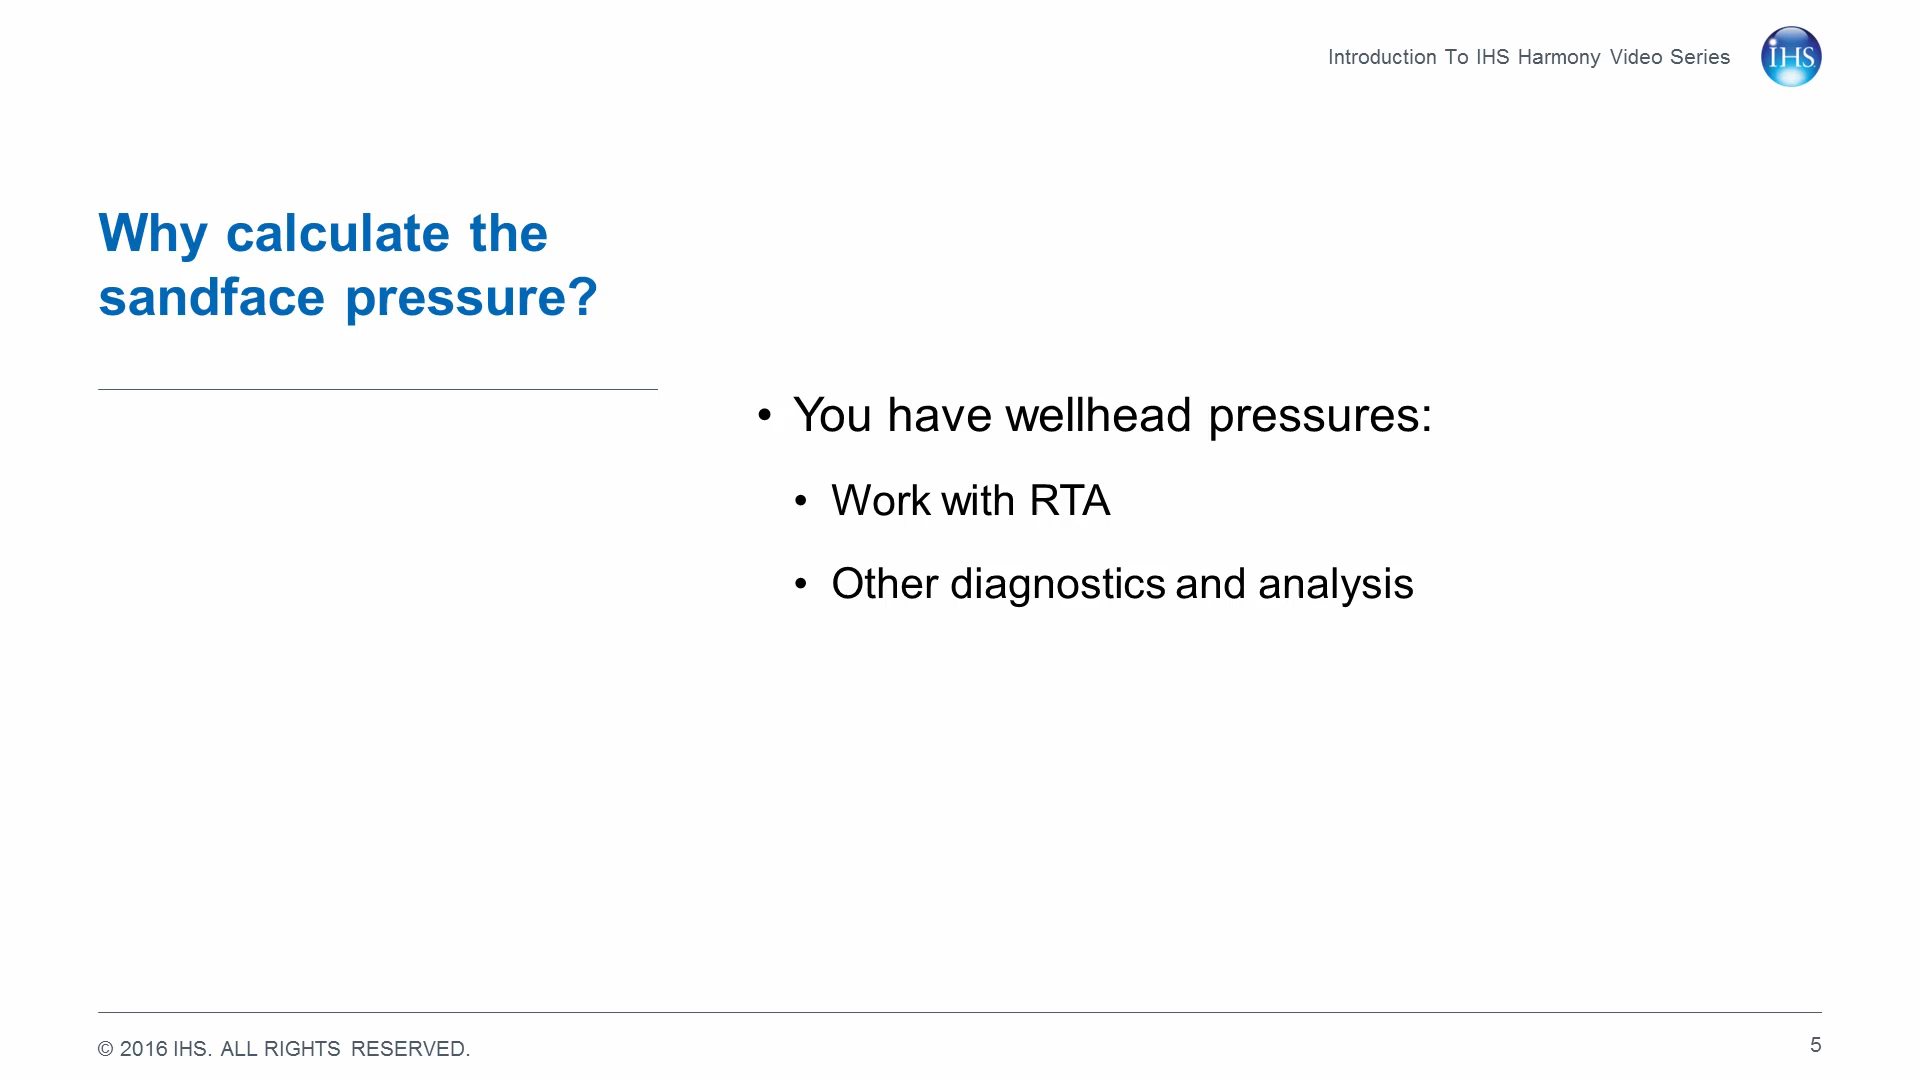 Introduction To IHS Harmony Video Series
iHS
Why calculate the
sandface pressure?
• You have wellhead pressures:
• Work with RTA
• Other diagnostics and analysis
© 2016 IHS. ALL RIGHTS RESERVED.
5